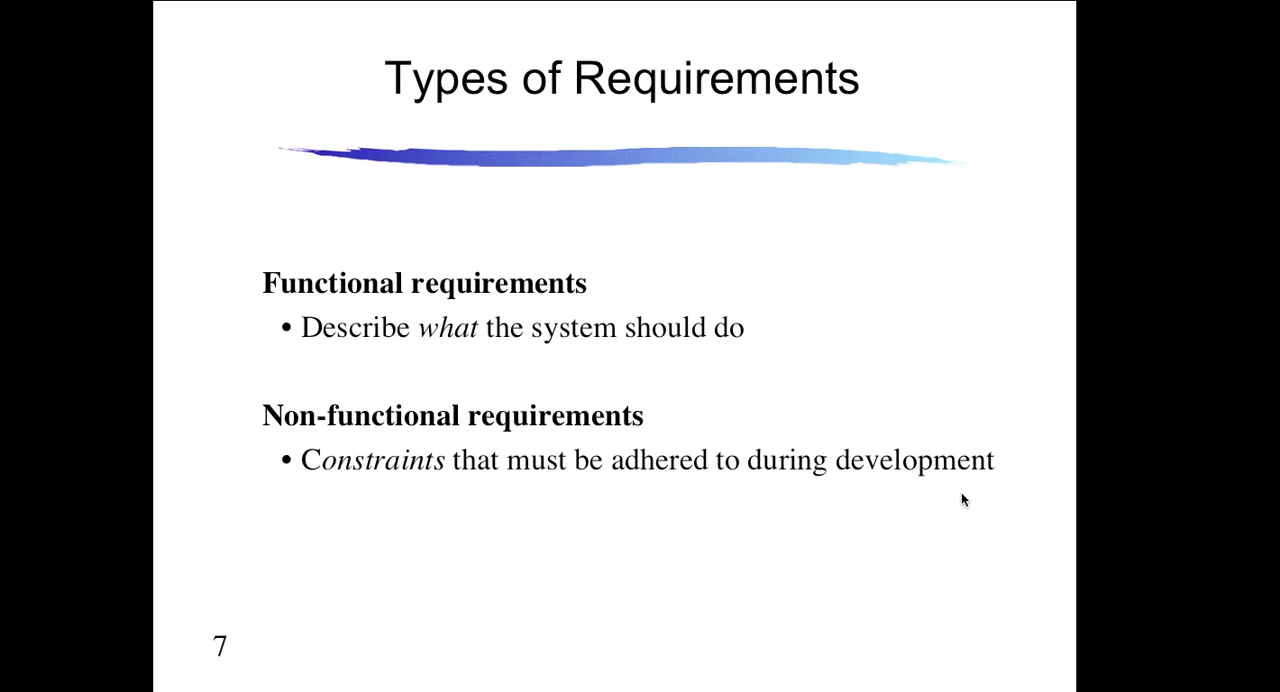 Types of Requirements
Functional requirements
• Describe what the system should do
Non-functional requirements
• Constraints that must be adhered to during development
7